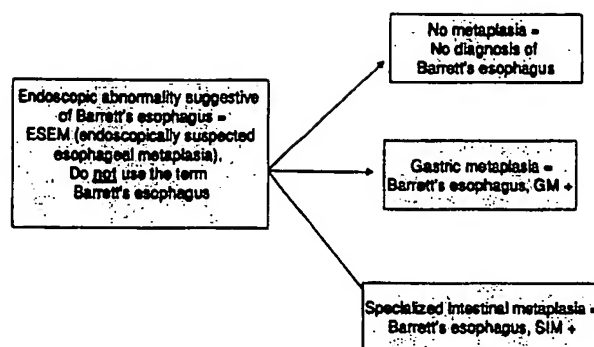 No metaplasia =
No diagnosis of
Barrett's esophagus
Endoscopic abnormality suggestive
of Barrett's esophagus =
ESEM (endoscopically suspected
esophageal metaplasia).
Do not use the term
Barrett's esophagus
Gastric metaplasia =
Barrett's esophagus, GM +
Specialized intestinal metaplasia =
Barrett's esophagus, SIM +